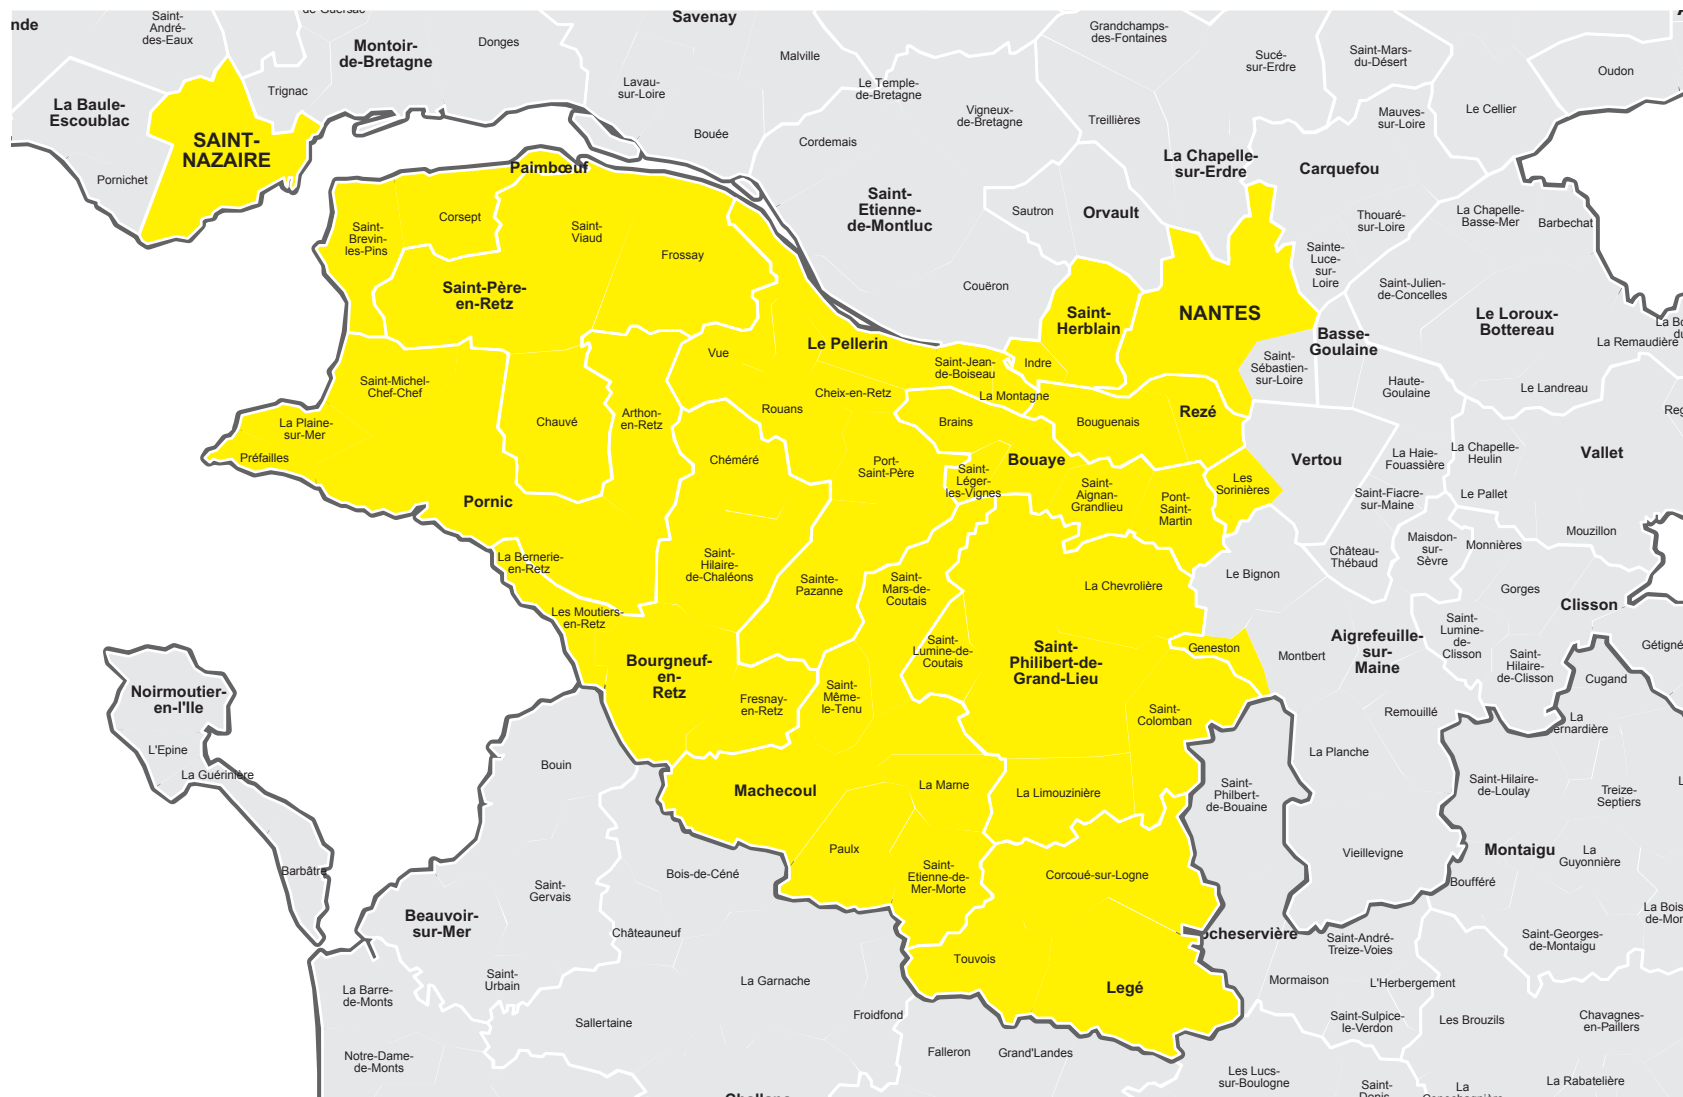 nde
Saint-
André-
des-Eaux
de-Guersac
Montoir-
de-Bretagne
Donges
Savenay
Malville
Grandchamps-
des-Fontaines
Sucé-
sur-Erdre
Saint-Mars-
du-Désert
Oudon
La Baule-
Escoublac
Trignac
Lavau-
sur-Loire
Le Temple-
de-Bretagne
Vigneux-
de-Bretagne
Treillières
Mauves-
sur-Loire
Le Cellier
SAINT-
NAZAIRE
Bouée
Cordemais
La Chapelle-
sur-Erdre
Carquefou
Pornichet
Paimbœuf
Saint-
Etienne-
de-Montluc
Sautron
Orvault
Thouaré-
sur-Loire
La Chapelle-
Basse-Mer
Barbechat
Saint-
Brevin-
les-Pins
Corsept
Saint-
Viaud
Frossay
Sainte-
Luce-
sur-
Loire
Saint-Julien-
de-Concelles
Saint-Père-
en-Retz
Couëron
Saint-
Herblain
NANTES
Basse-
Goulaine
Le Loroux-
Bottereau
La Remaudière
Vue
Le Pellerin
Saint-Jean-
de-Boiseau
Indre
Saint-
Sébastien-
sur-Loire
Haute-
Goulaine
Le Landreau
Saint-Michel-
Chef-Chef
Cheix-en-Retz
La Montagne
Rouans
Chauvé
Arthon-
en-Retz
Brains
Bouguenais
Rezé
La Plaine-
sur-Mer
Préfailles
Chéméré
Port-
Saint-Père
Saint-
Léger-
les-Vignes
Bouaye
Vertou
La Haie-
Fouassière
La Chapelle-
Heulin
Vallet
Saint-
Aignan-
Grandlieu
Pont-
Saint-
Martin
Les
Sorinières
Saint-Fiacre-
sur-Maine
Le Pallet
Pornic
Mouzillon
La Bernerie-
en-Retz
Saint-
Hilaire-
de-Chaléons
Sainte-
Pazanne
Saint-
Mars-de-
Coutais
La Chevrolière
Le Bignon
Château-
Thébaud
Maisdon-
sur-
Sèvre
Monnières
Gorges
Clisson
Les Moutiers-
en-Retz
Saint-
Lumine-de-
Coutais
Saint-
Philibert-de-
Grand-Lieu
Geneston
Montbert
Aigrefeuille-
sur-
Maine
Saint-
Lumine-
de-
Clisson
Saint-
Hilaire-
de-Clisson
Gétigné
Cugand
Noirmoutier-
en-l'Ile
Bourgneuf-
en-
Retz
Fresnay-
en-Retz
Saint-
Même-
le-Tenu
Saint-
Colomban
Remouillé
La
ernardière
L'Epine
La Guérinière
Bouin
La Planche
Machecoul
La Marne
La Limouzinière
Saint-
Philbert-
de-Bouaine
Saint-Hilaire-
de-Loulay
Treize-
Septiers
Barbâtre
Bois-de-Céné
Paulx
Saint-
Etienne-de-
Mer-Morte
Corcoué-sur-Logne
Vieillevigne
Montaigu
La
Guyonnière
Boufféré
Saint-
Gervais
Beauvoir-
sur-Mer
Châteauneuf
ocheservière
Saint-André-
Treize-Voies
Saint-Georges-
de-Montaigu
La Barre-
de-Monts
Saint-
Urbain
La Garnache
Touvois
Legé
Mormaison
L'Herbergement
Sallertaine
Froidfond
Saint-Sulpice-
le-Verdon
Les Brouzils
Chavagnes-
en-Paillers
Notre-Dame-
de-Monts
Falleron
Grand'Landes
Les Lucs-
sur-Boulogne
Saint-
La
La Rabatelière